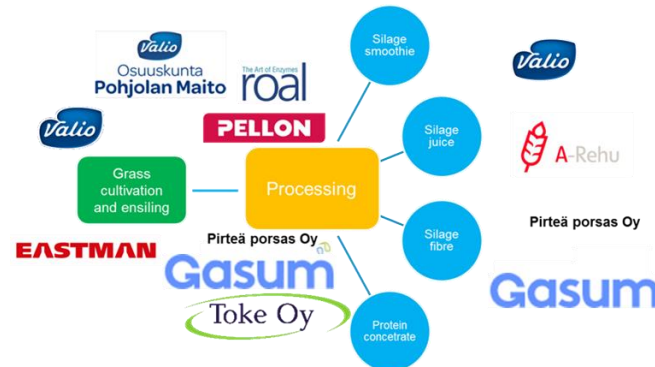 Valio
Osuuskunta
Pohjolan Maito
The Art of Enzymes
roal
Silage
smoothie
Valio
Valio
PELLON
Silage
juice
A-Rehu
Grass
cultivation
and ensiling
Processing
Silage
fibre
Pirteä porsas Oy
EASTMAN
Pirteä porsas Oy
Gasum
Gasum
Toke Oy
Protein
concetrate